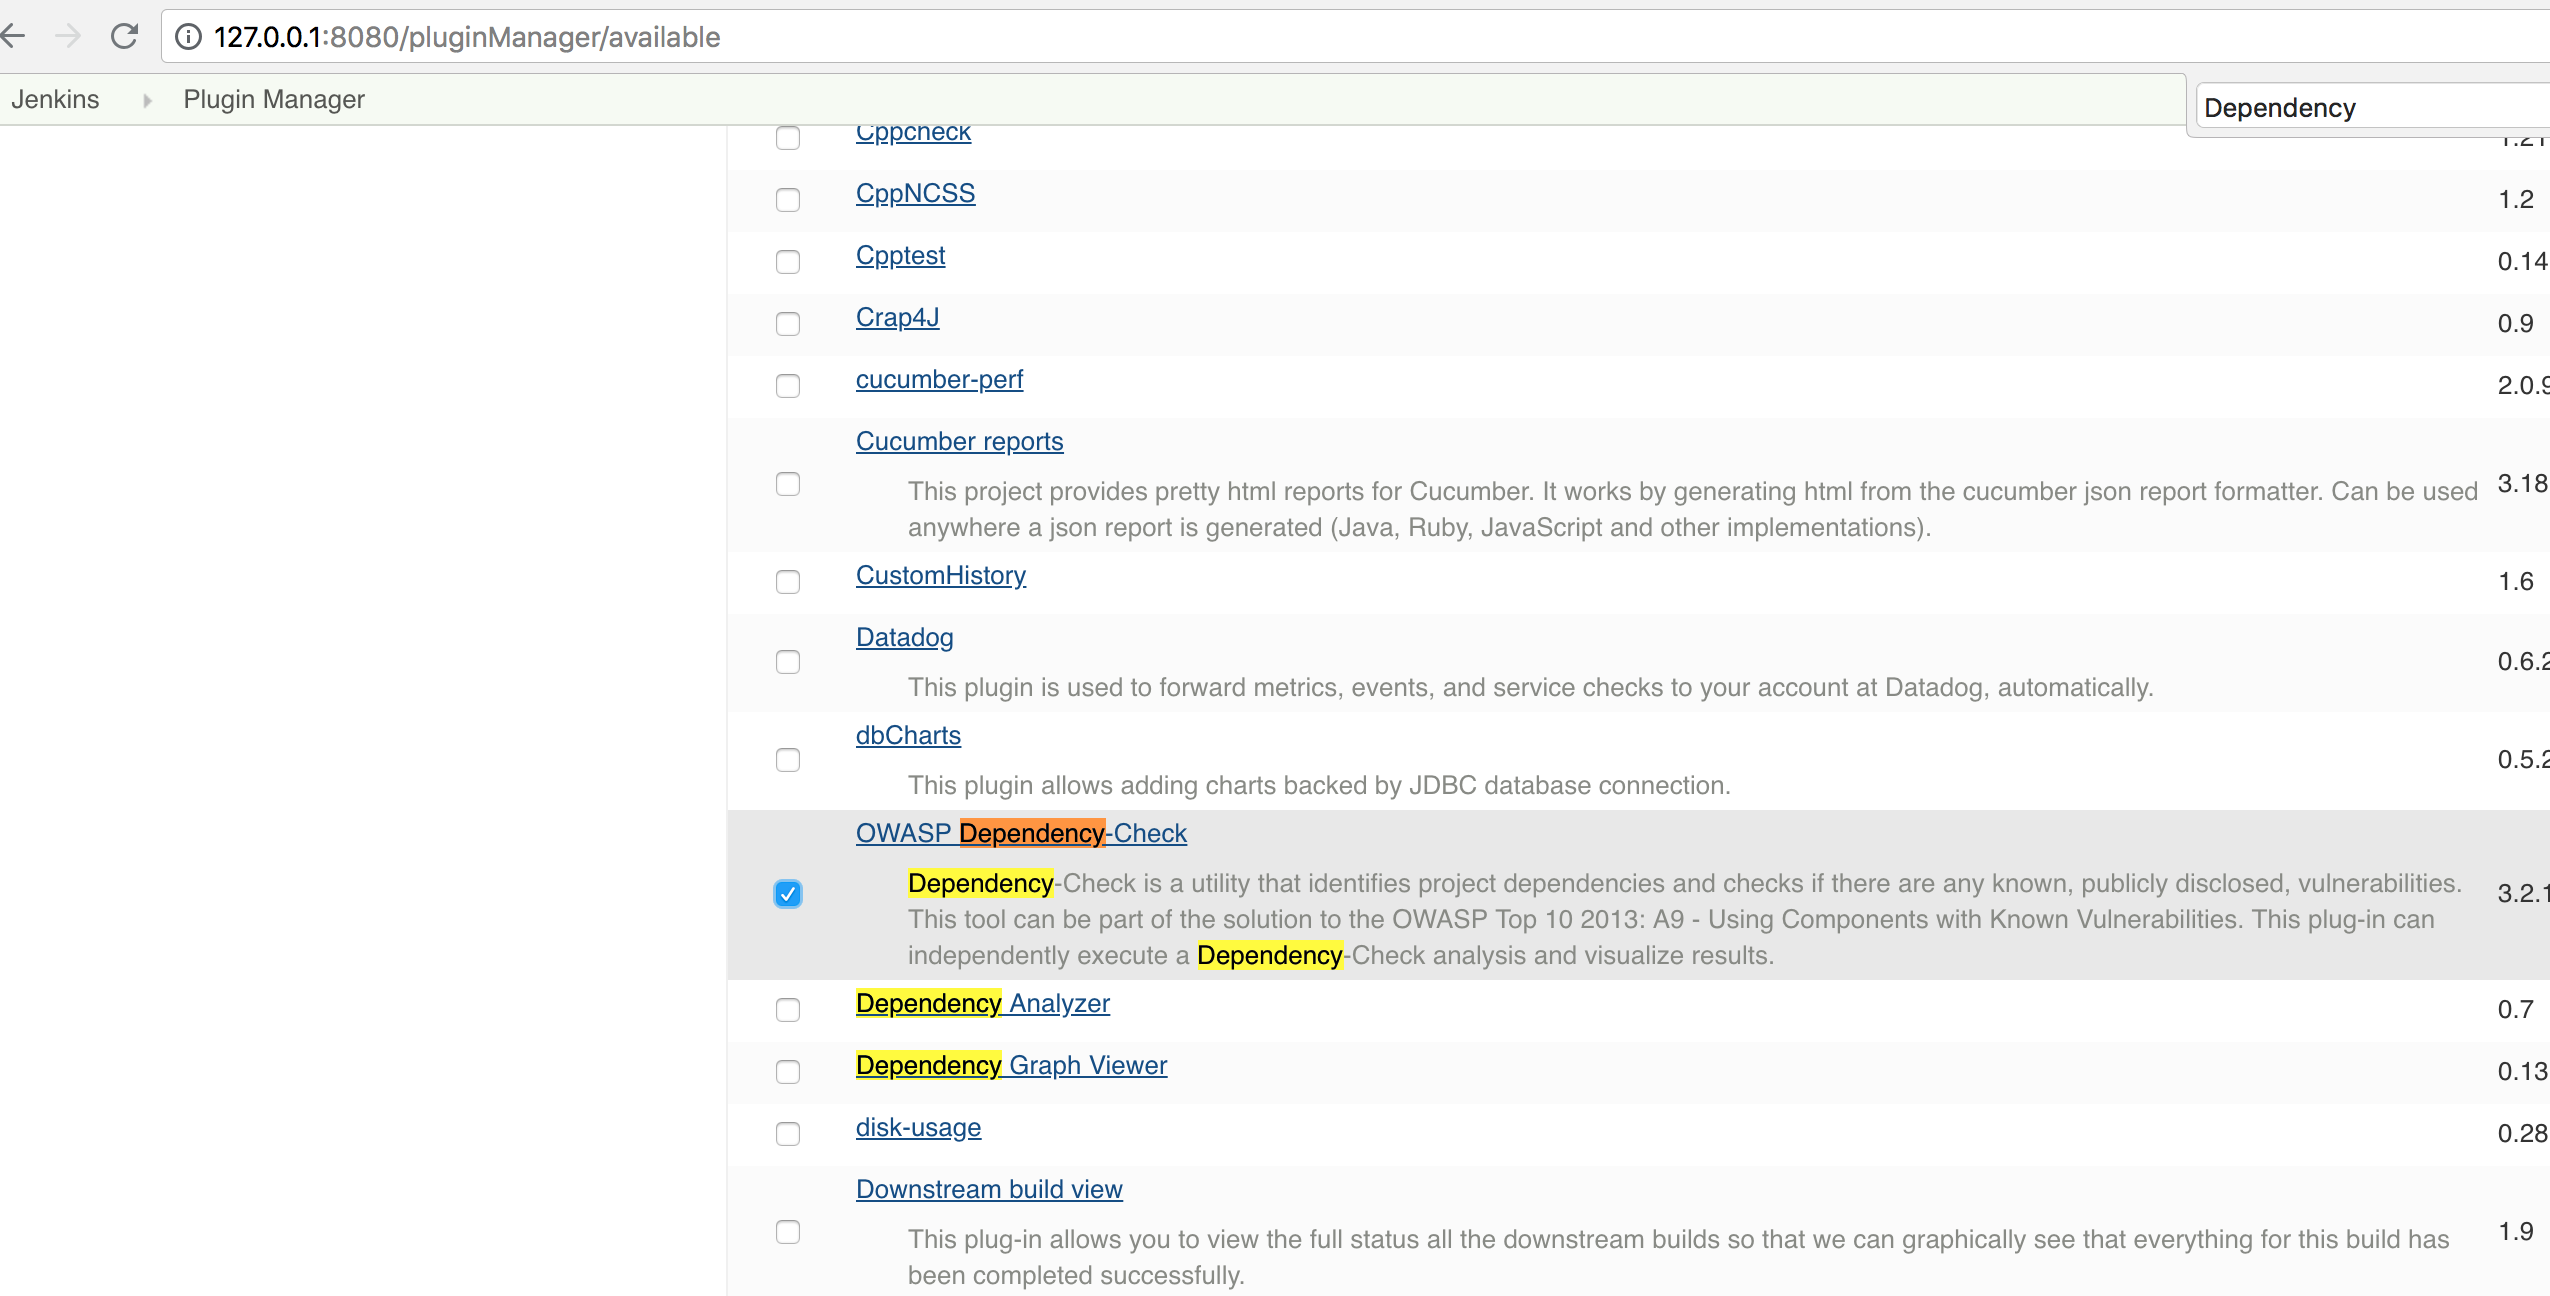 127.0.0.1:8080/pluginManager/available
Jenkins Plugin Manager
Dependency
Cppcheck
CppNCSS 1.2
Cpptest 0.14
Crap4J 0.9
cucumber-perf 2.0.9
Cucumber reports
This project provides pretty html reports for Cucumber. It works by generating html from the cucumber json report formatter. Can be used 3.18
anywhere a json report is generated (Java, Ruby, JavaScript and other implementations).
CustomHistory 1.6
Datadog
0.6.2
This plugin is used to forward metrics, events, and service checks to your account at Datadog, automatically.
dbCharts
0.5.2
This plugin allows adding charts backed by JDBC database connection.
OWASP Dependency-Check
Dependency-Check is a utility that identifies project dependencies and checks if there are any known, publicly disclosed, vulnerabilities. 3.2.1
This tool can be part of the solution to the OWASP Top 10 2013: A9 - Using Components with Known Vulnerabilities. This plug-in can
independently execute a Dependency-Check analysis and visualize results.
Dependency Analyzer 0.7
Dependency Graph Viewer 0.13
disk-usage 0.28
Downstream build view
This plug-in allows you to view the full status all the downstream builds so that we can graphically see that everything for this build has 1.9
been completed successfully.